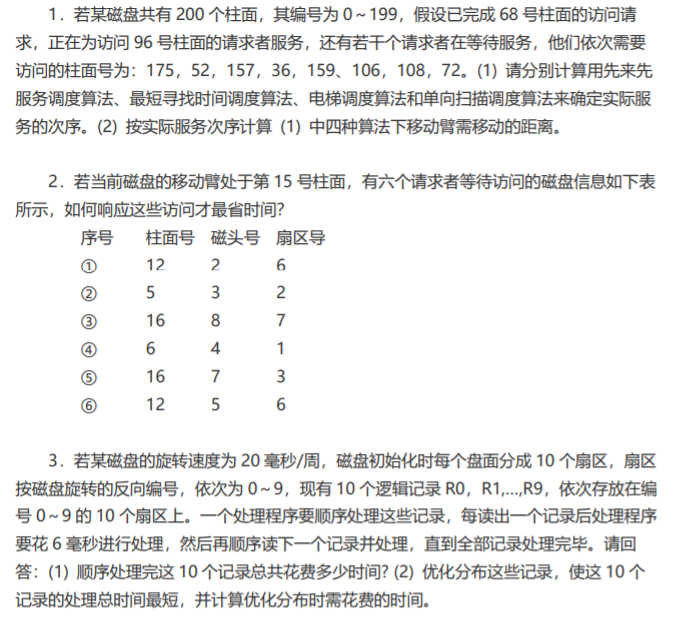 1．若某磁盘共有 200 个柱面，其编号为 0～199，假设已完成 68 号柱面的访问请
求，正在为访问 96 号柱面的请求者服务，还有若干个请求者在等待服务，他们依次需要
访问的柱面号为：175，52，157，36，159、106，108，72。(1) 请分别计算用先来先
服务调度算法、最短寻找时间调度算法、电梯调度算法和单向扫描调度算法来确定实际服
务的次序。(2) 按实际服务次序计算 (1) 中四种算法下移动臂需移动的距离。
2．若当前磁盘的移动臂处于第 15 号柱面，有六个请求者等待访问的磁盘信息如下表
所示，如何响应这些访问才最省时间？
序号 柱面号 磁头号 扇区导
① 12 2 6
② 5 3 2
③ 16 8 7
④ 6 4 1
⑤ 16 7 3
⑥ 12 5 6
3．若某磁盘的旋转速度为 20 毫秒/周，磁盘初始化时每个盘面分成 10 个扇区，扇区
按磁盘旋转的反向编号，依次为 0～9，现有 10 个逻辑记录 R0，R1,...,R9，依次存放在编
号 0～9 的 10 个扇区上。一个处理程序要顺序处理这些记录，每读出一个记录后处理程序
要花 6 毫秒进行处理，然后再顺序读下一个记录并处理，直到全部记录处理完毕。请回
答：(1) 顺序处理完这 10 个记录总共花费多少时间? (2) 优化分布这些记录，使这 10 个
记录的处理总时间最短，并计算优化分布时需花费的时间。